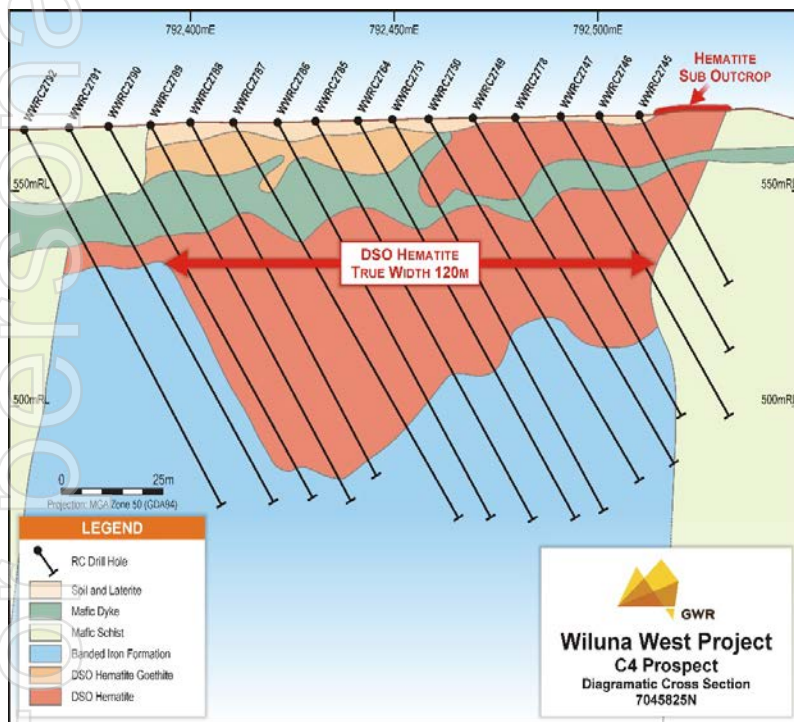 792,400mE
792,450mE
792,500mE
WWRC2792
WWRC2791
WWRC2790
WWRC2789
WWRC2788
WWRC2787
WWRC2786
WWRC2785
WWRC2764
WWRC2751
WWRC2750
WWRC2749
WWRC2778
WWRC2747
WWRC2746
WWRC2745
HEMATITE
SUB OUTCROP
550mRL
550mRL
DSO HEMATITE
TRUE WIDTH 120M
500mRL
500mRL
0 25m
Projection: MGA Zone 50 (GDA94)
LEGEND
RC Drill Hole
Soil and Laterite
Mafic Dyke
Mafic Schist
Banded Iron Formation
DSO Hematite Goethite
DSO Hematite
GWR
Wiluna West Project
C4 Prospect
Diagramatic Cross Section
7045825N
or personal